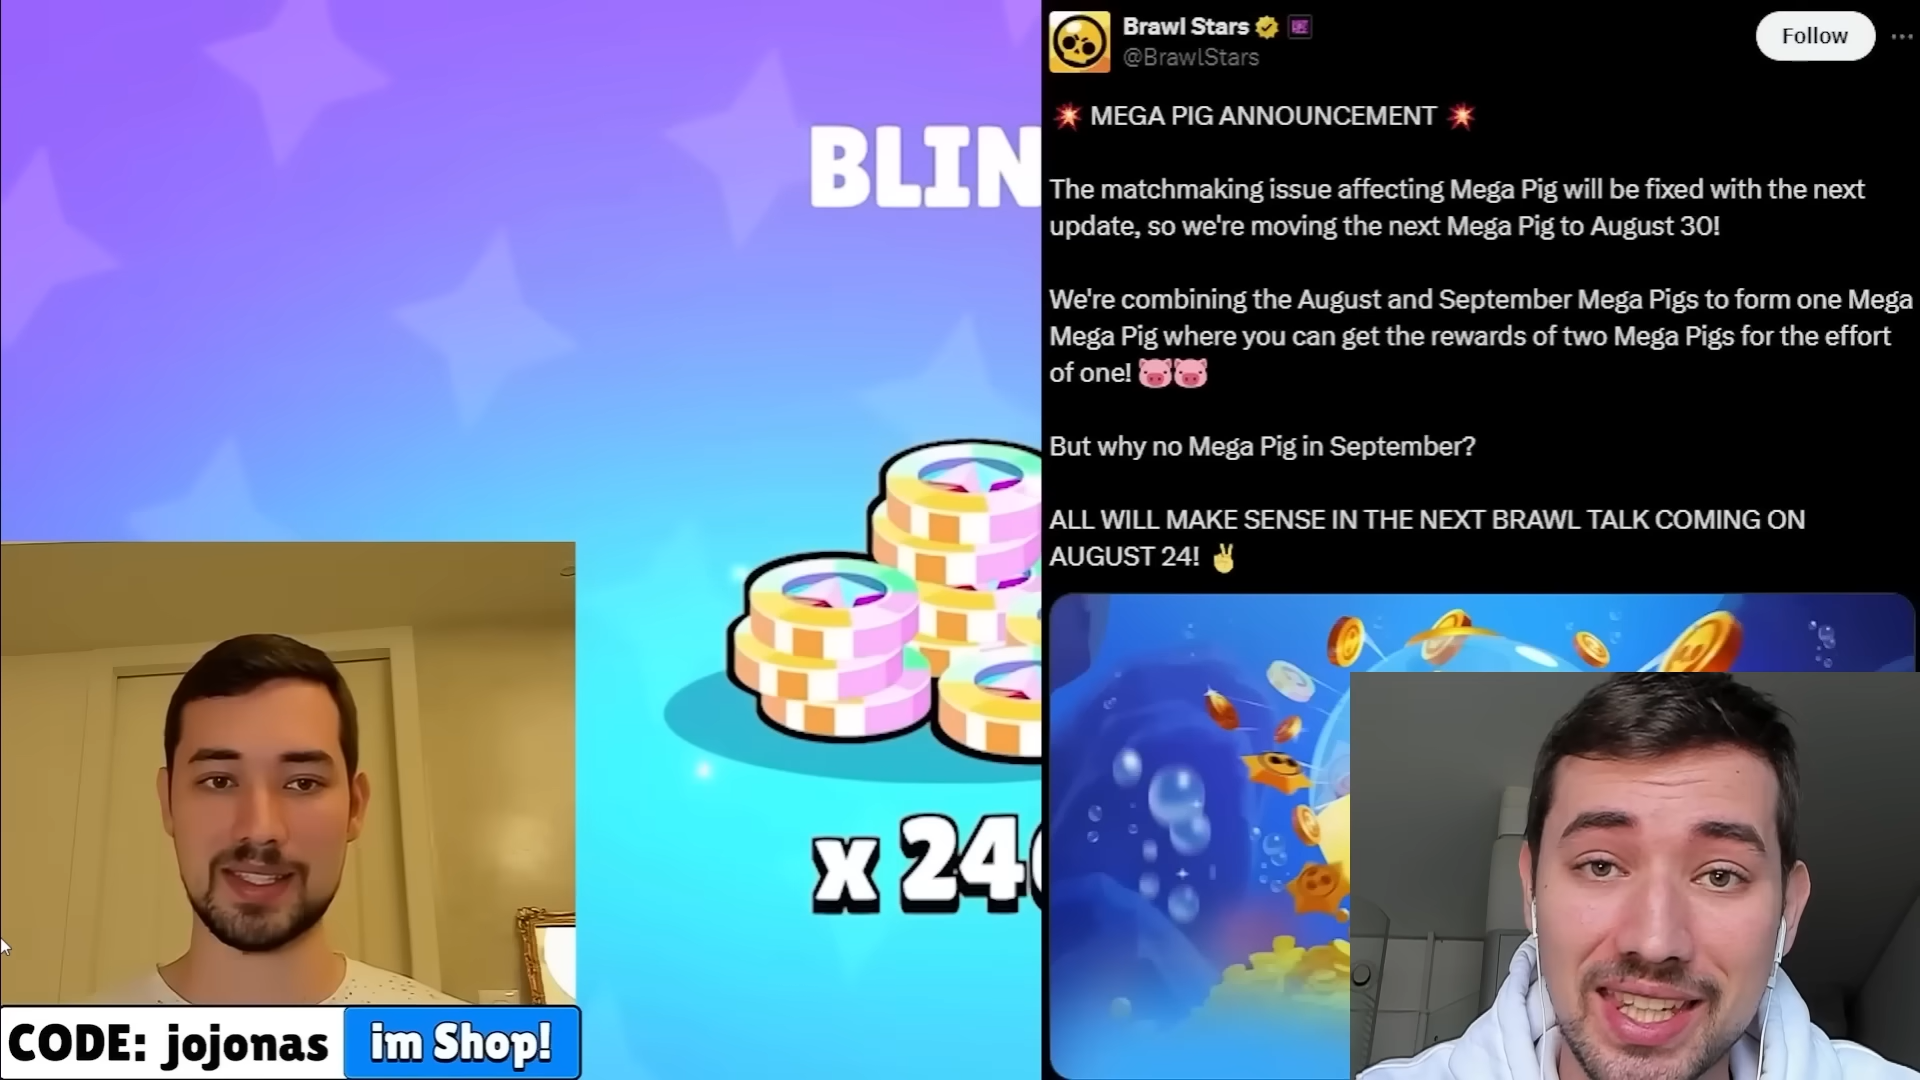 BLIN
x 24
CODE: jojonas
im Shop!
Brawl Stars
@BrawlStars
Follow
MEGA PIG ANNOUNCEMENT
The matchmaking issue affecting Mega Pig will be fixed with the next
update, so we're moving the next Mega Pig to August 30!
We're combining the August and September Mega Pigs to form one Mega
Mega Pig where you can get the rewards of two Mega Pigs for the effort
of one!
But why no Mega Pig in September?
ALL WILL MAKE SENSE IN THE NEXT BRAWL TALK COMING ON
AUGUST 24!